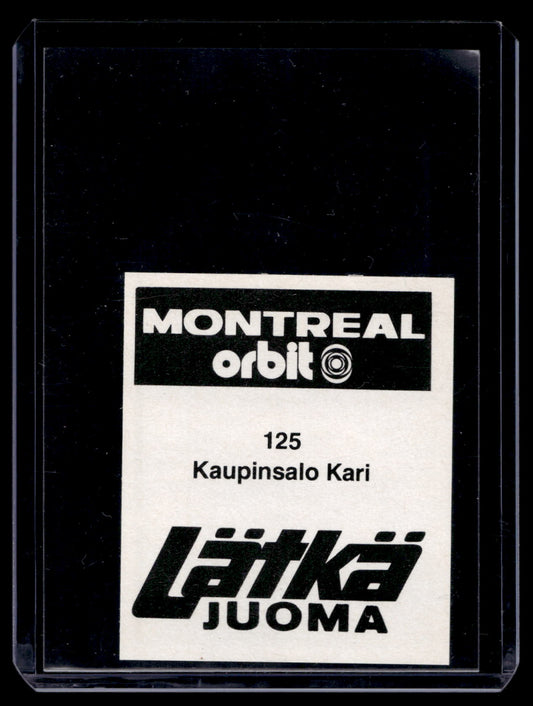 MONTREAL
orbit
125
Kaupinsalo Kari
Lätkä
JUOMA